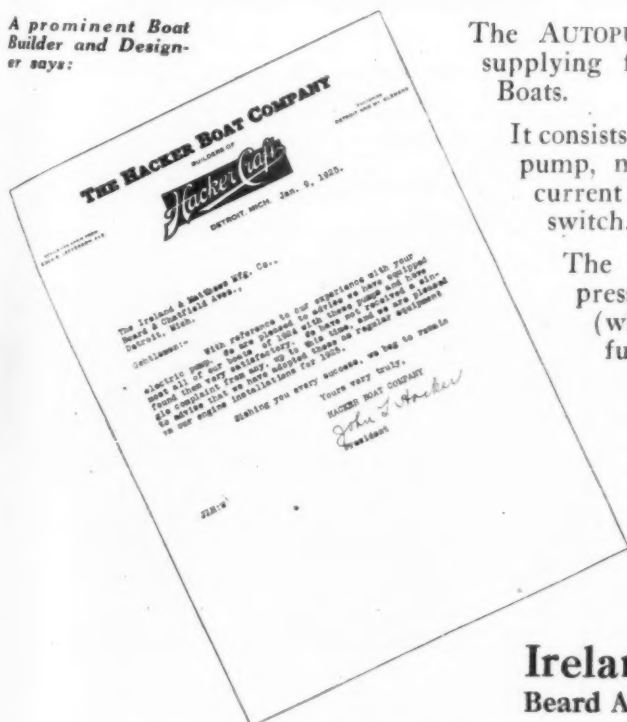 A prominent Boat
Builder and Design-
er says:
THE HACKER BOAT COMPANY
BUILDERS OF
Hacker Craft
DETROIT, MICH. Jan. 9, 1925.
The Ireland & Matthews Mfg. Co.,
Beard & Chatfield Aves.,
Detroit, Mich.
Gentlemen:-
With reference to our experience with your
electric pump. We are pleased to advise we have equipped
most all of our boats of 1924 with these pumps and have
found them very satisfactory. We have not received a sin-
gle complaint from any, up to this time, and we are pleased
to advise that we have adopted these as regular equipment
on our engine installations for 1925.
Wishing you every success, we beg to remain
Yours very truly,
HACKER BOAT COMPANY
John L Hacker
President
JLH:
The AUTOPU
supplying f
Boats.
It consists
pump, m
current
switch.
The
press
(w
fu
Irelan
Beard A